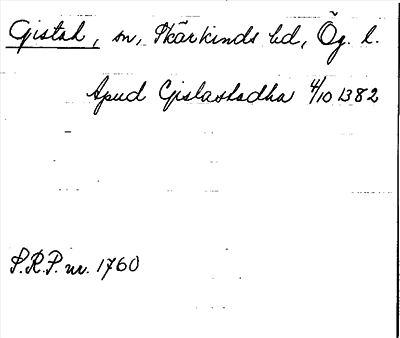 Gistad, sn, Skärkinds hd, Ög. l.
Apud Gislastadha 4/10 1382
S.R.P. nr. 1760